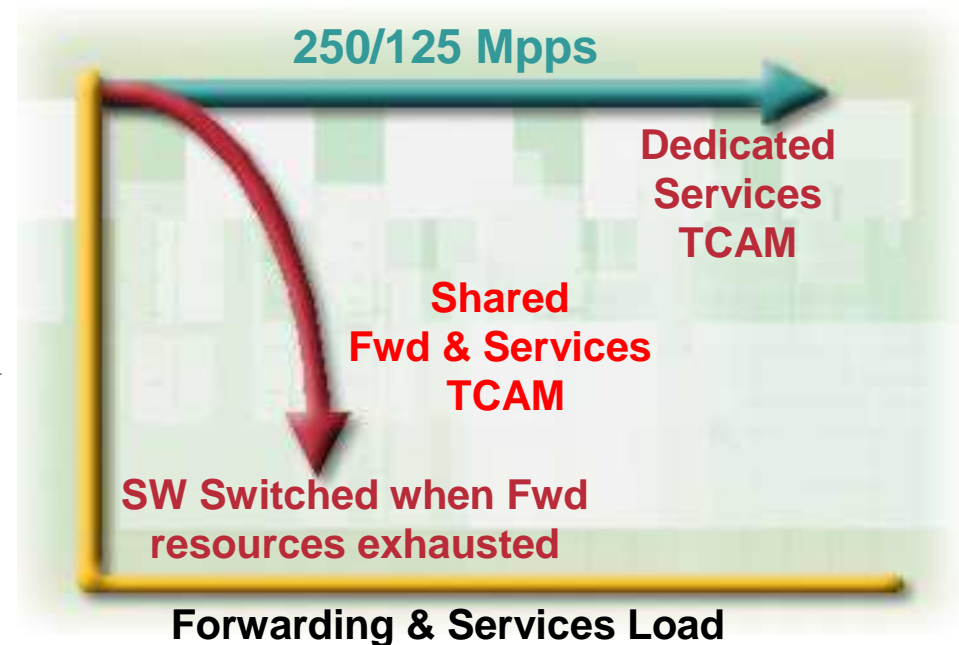 250/125 Mpps
Dedicated
Services
TCAM
Shared
Fwd & Services
TCAM
SW Switched when Fwd
resources exhausted
Forwarding & Services Load